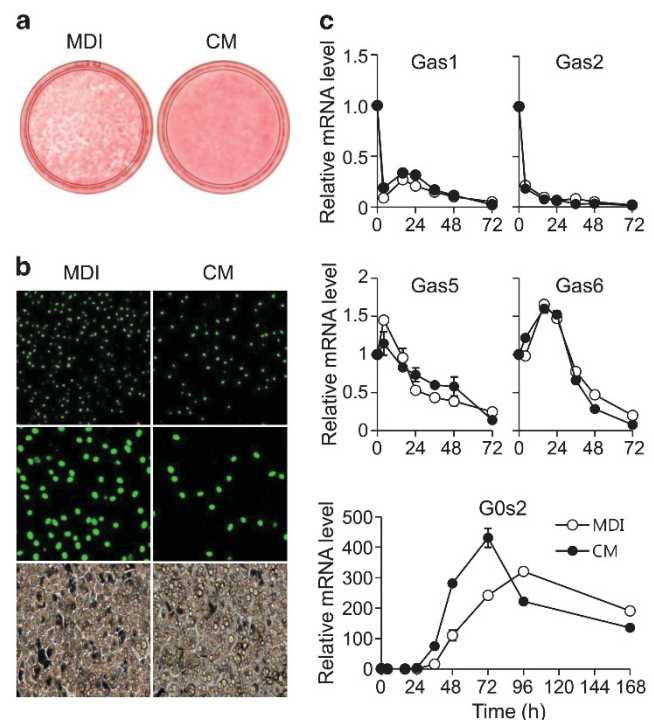 a
MDI CM
b
MDI CM
c
Relative mRNA level
Gas1
1.5
1.0
0.5
0
0 24 48 72
Gas2
0 24 48 72
Relative mRNA level
Gas5
2
1.5
1
0.5
0
0 24 48 72
Gas6
0 24 48 72
Relative mRNA level
G0s2
MDI
CM
500
400
300
200
100
0
0 24 48 72 96 120 144 168
Time (h)